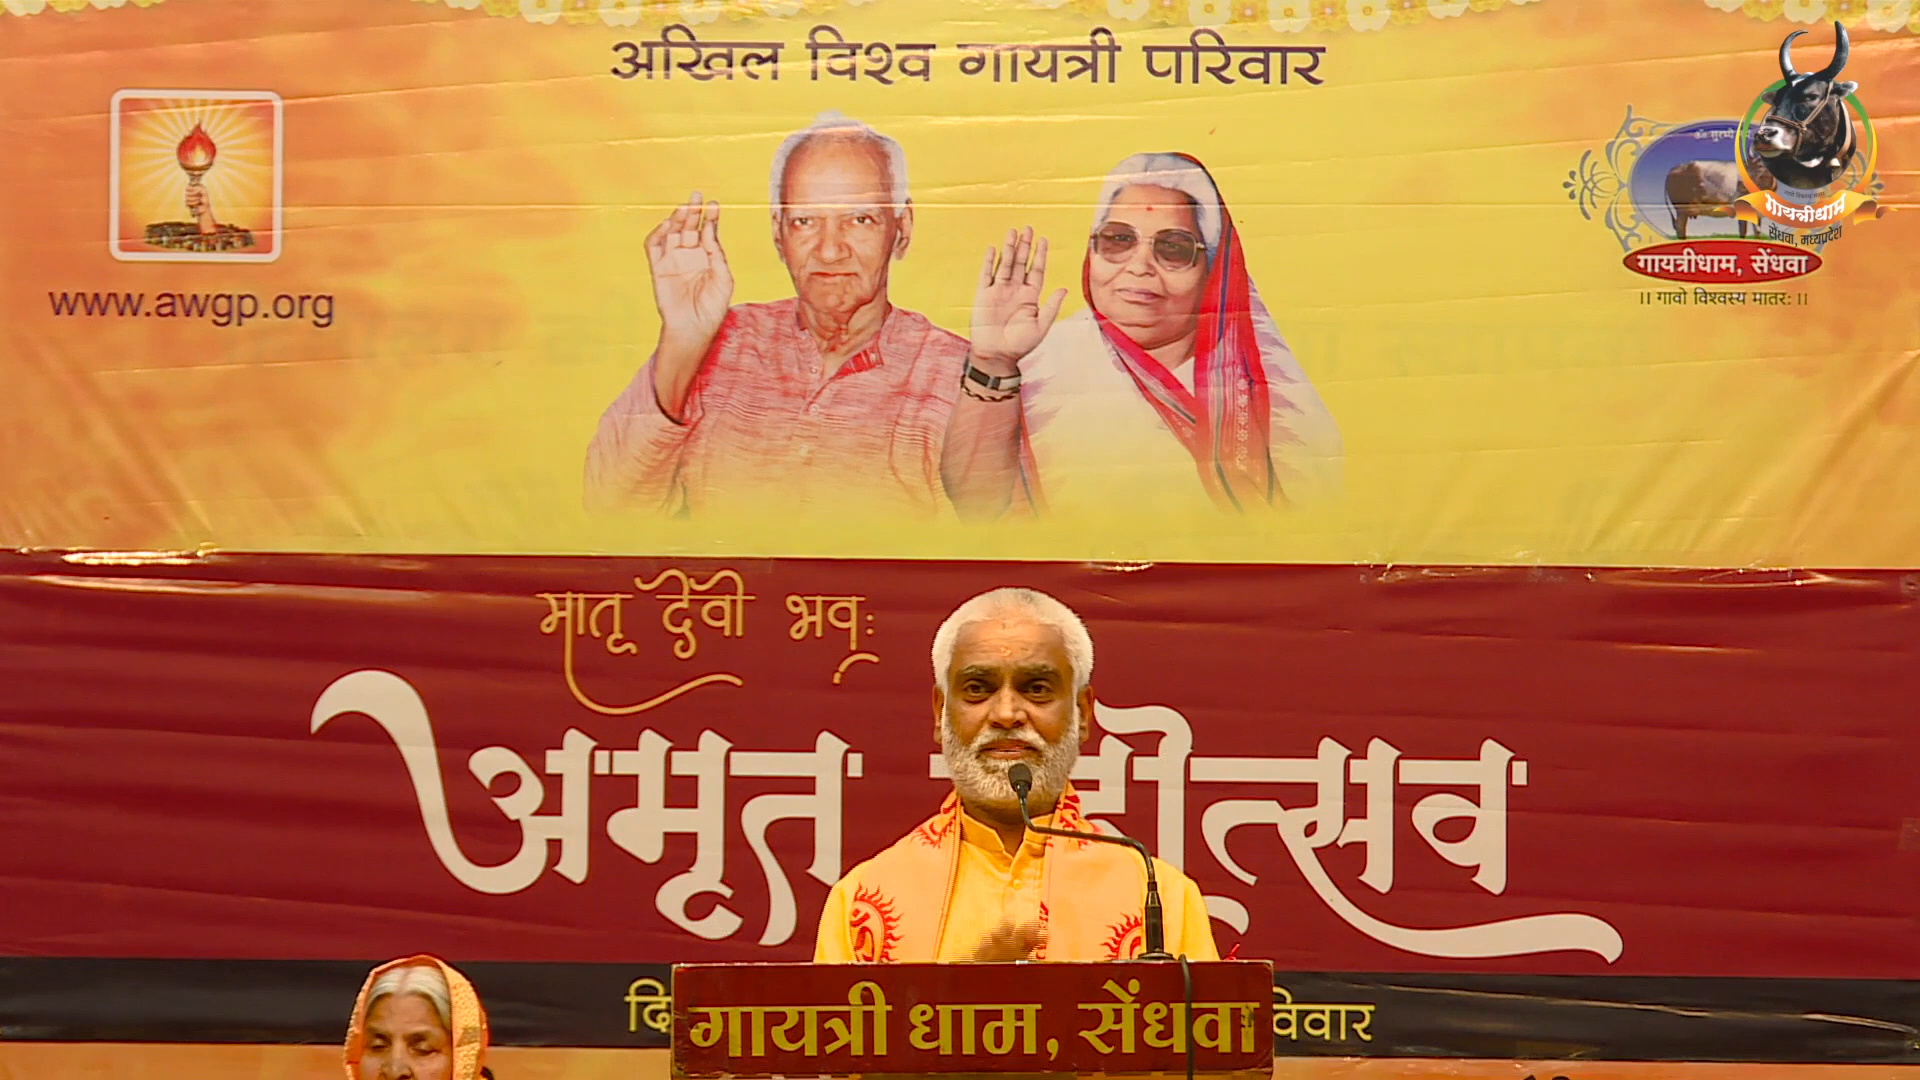 अखिल विश्व गायत्री परिवार
www.awgp.org
गायत्रीधाम
सेंधवा, मध्यप्रदेश
गायत्रीधाम, सेंधवा
।। गावो विश्वस्य मातरः ।।
मातृ देवी भवः
अमृत
गायत्री धाम, सेंधवा